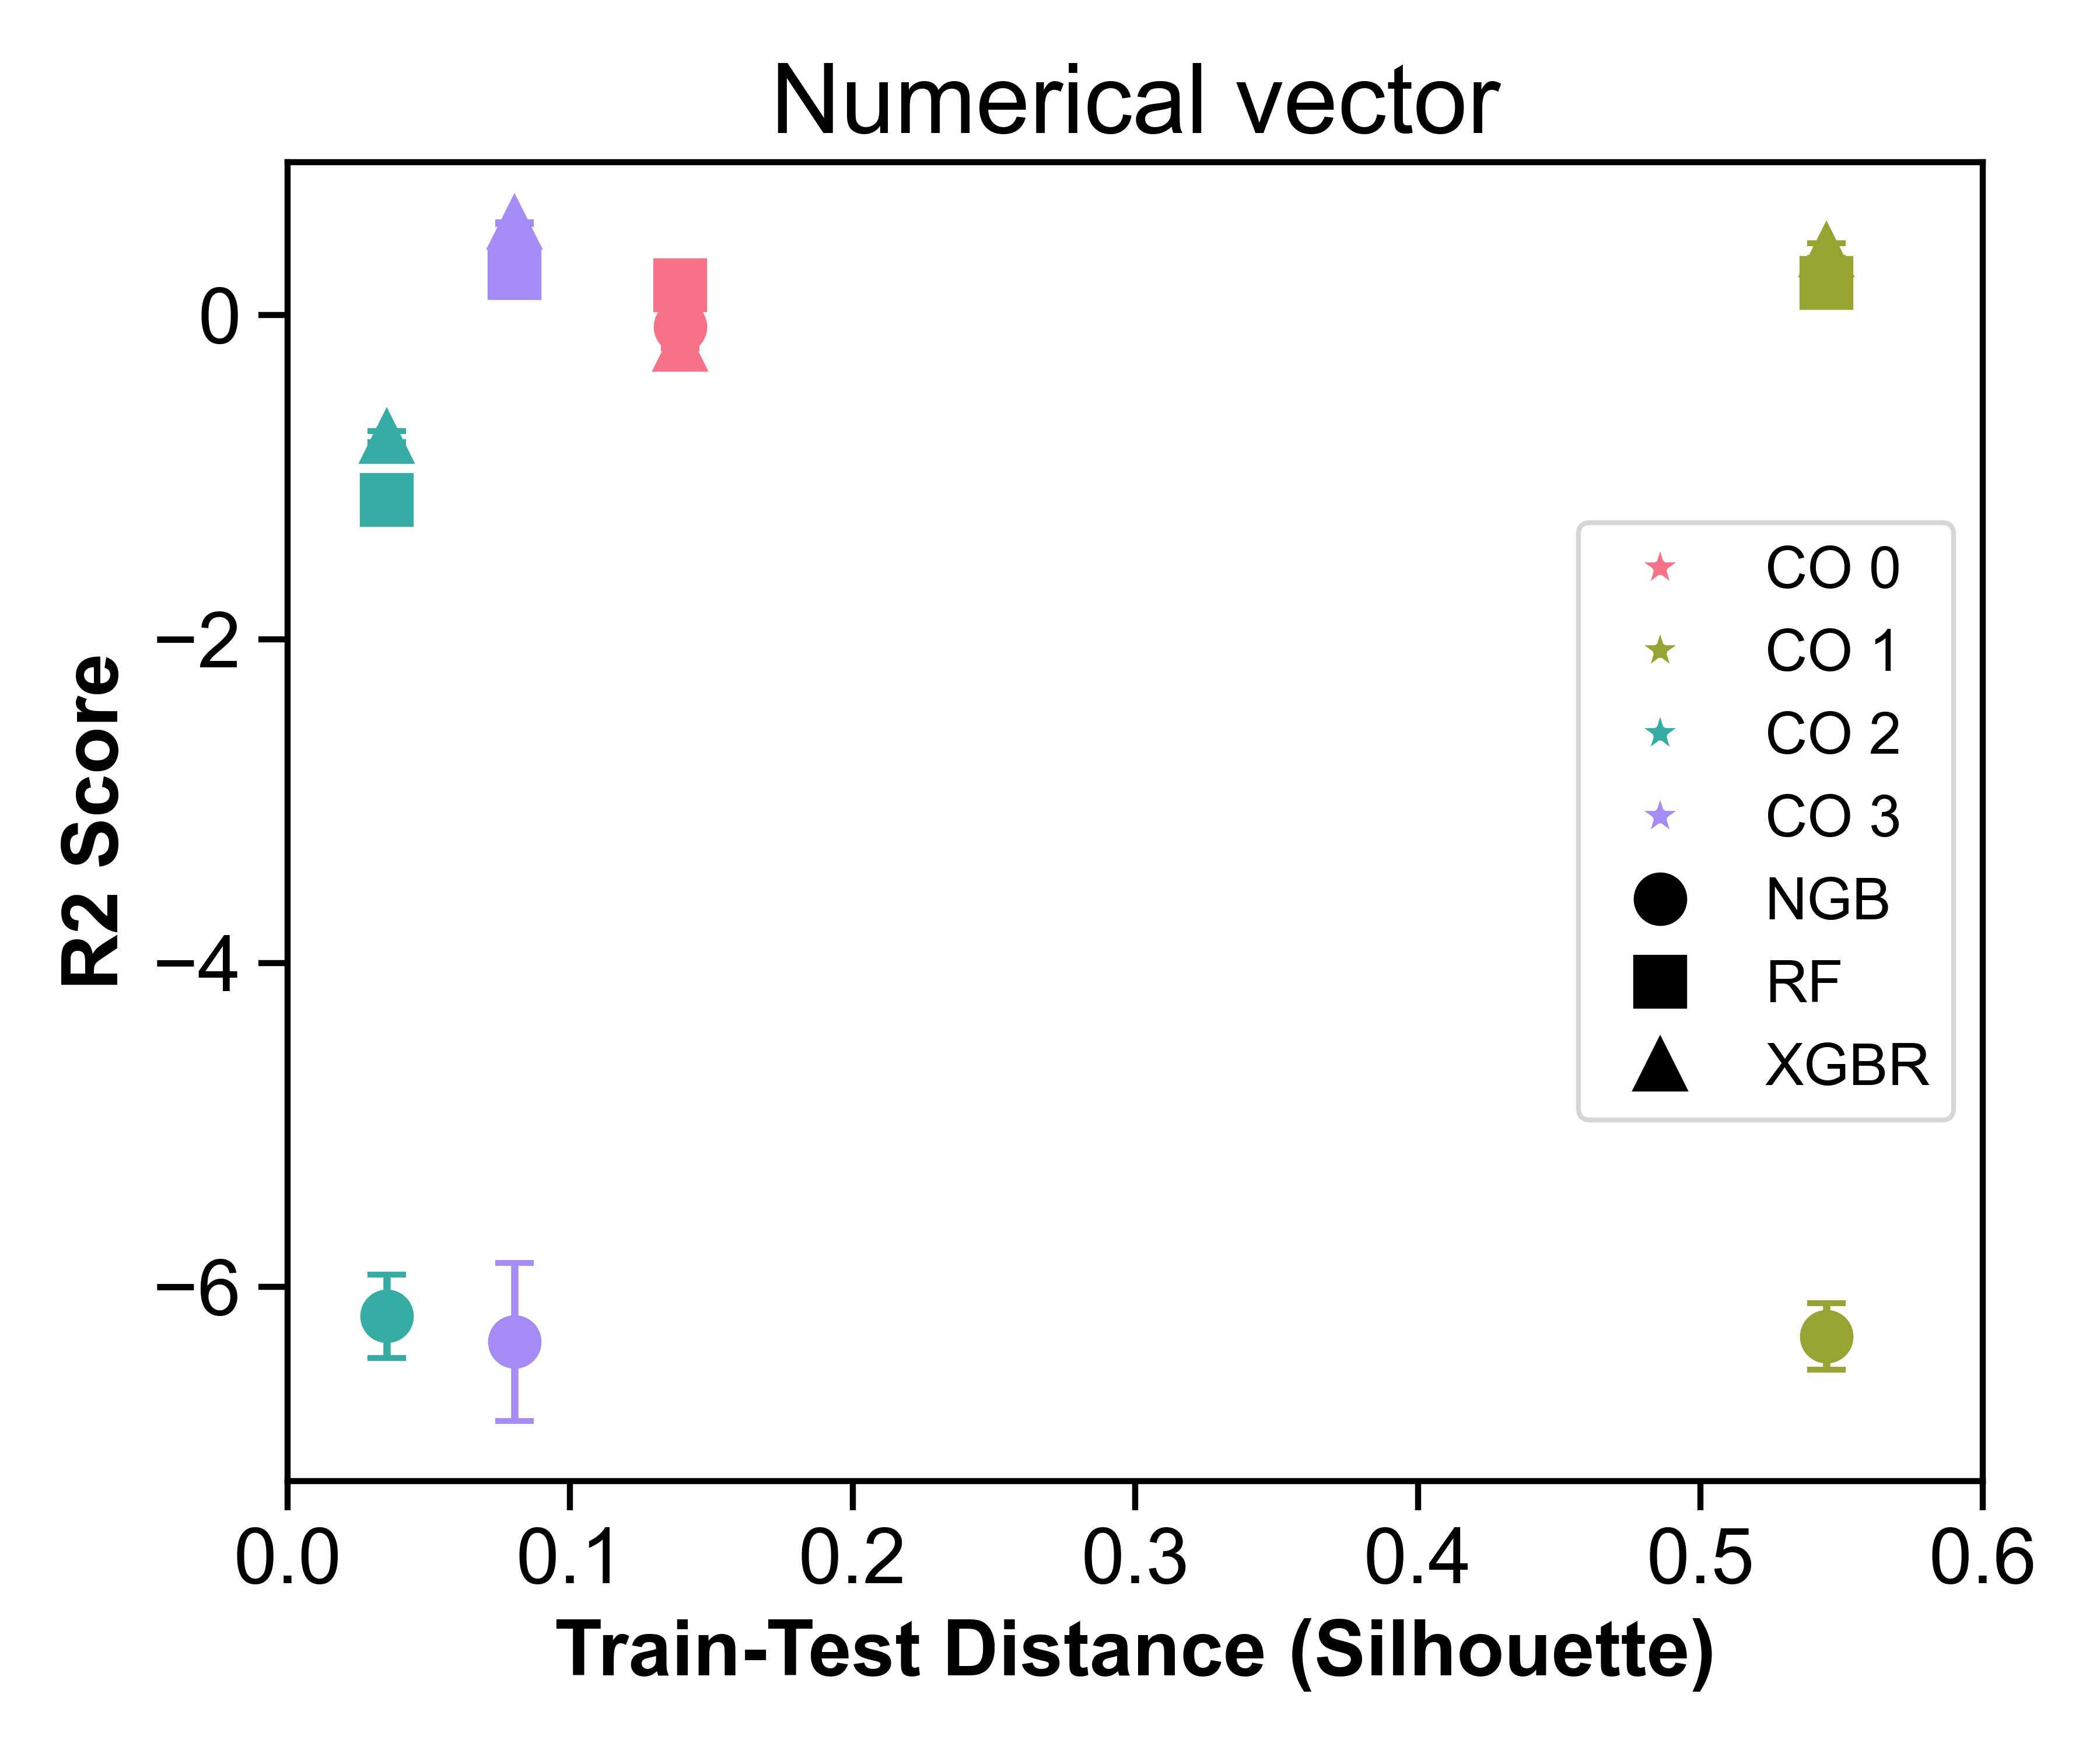 Numerical vector
R2 Score
0
−2
−4
−6
CO 0
CO 1
CO 2
CO 3
NGB
RF
XGBR
0.0 0.1 0.2 0.3 0.4 0.5 0.6
Train-Test Distance (Silhouette)